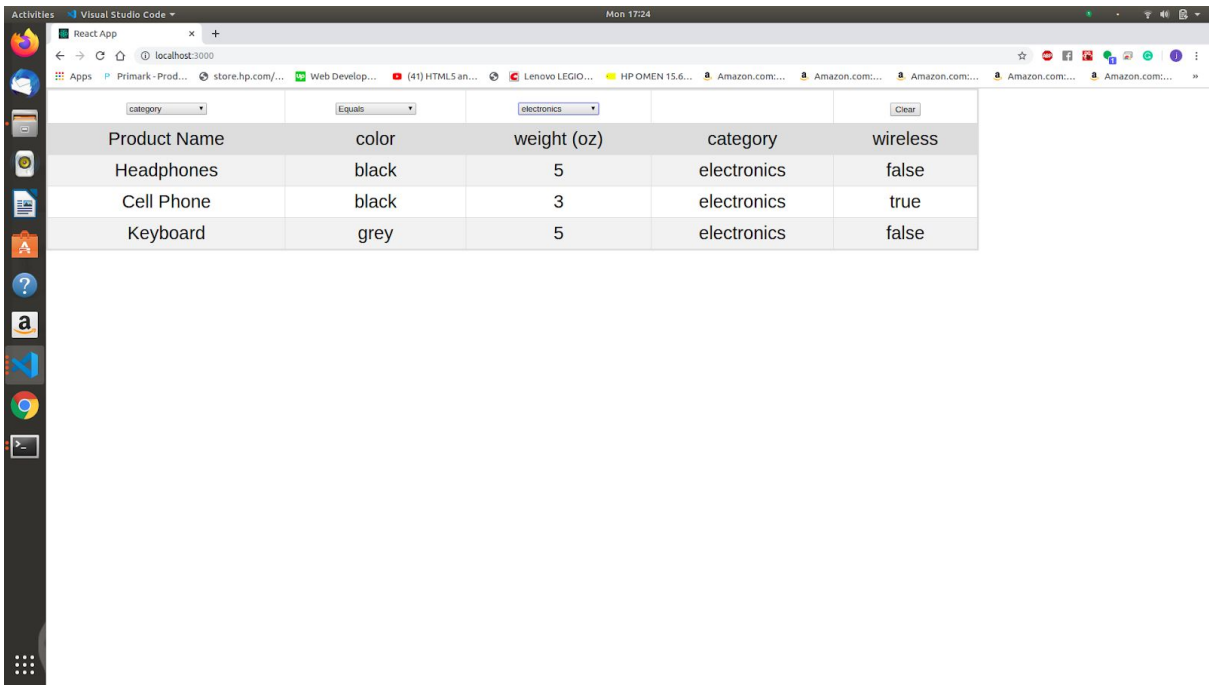 Activities Visual Studio Code Mon 17:24
React App × +
localhost:3000
Apps Primark-Prod... store.hp.com/... Web Develop... (41) HTML5 an... Lenovo LEGIO... HP OMEN 15.6... Amazon.com:... Amazon.com:... Amazon.com:... Amazon.com:... Amazon.com:... »
category Equals electronics Clear
Product Name color weight (oz) category wireless
Headphones black 5 electronics false
Cell Phone black 3 electronics true
Keyboard grey 5 electronics false